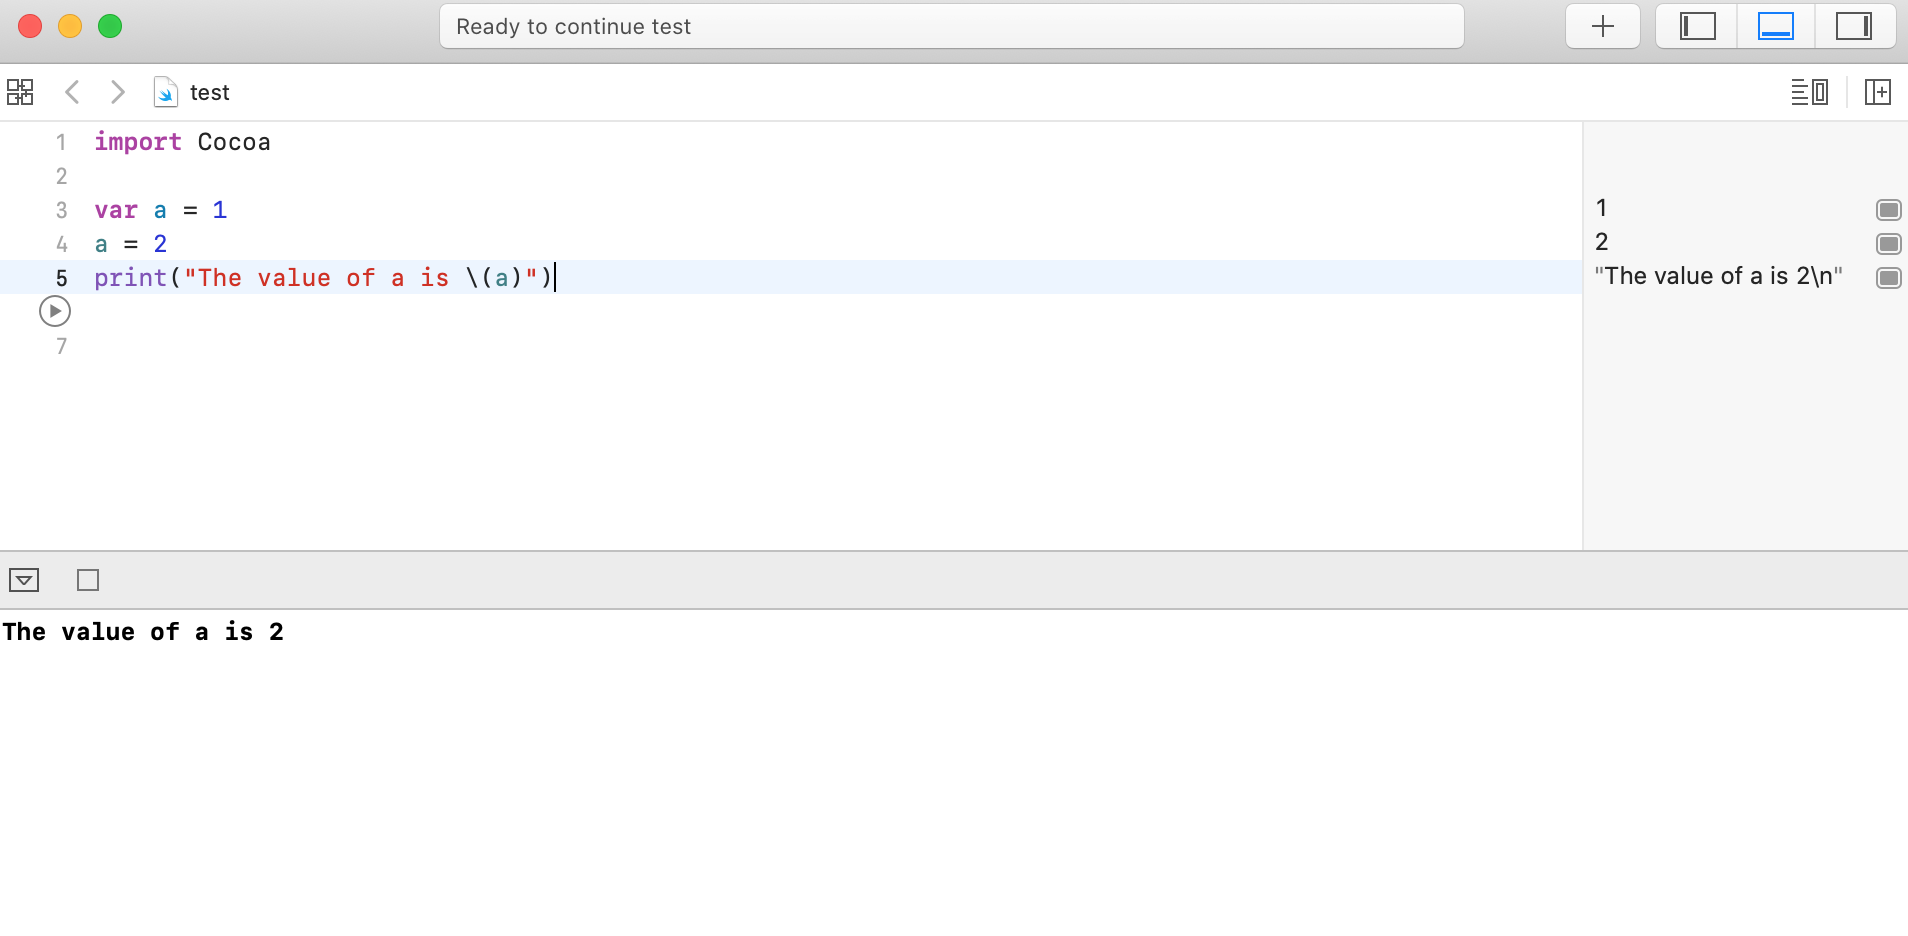 Ready to continue test
test
1 import Cocoa
2
3 var a = 1 1
4 a = 2 2
5 print("The value of a is \(a)") "The value of a is 2\n"
7
The value of a is 2